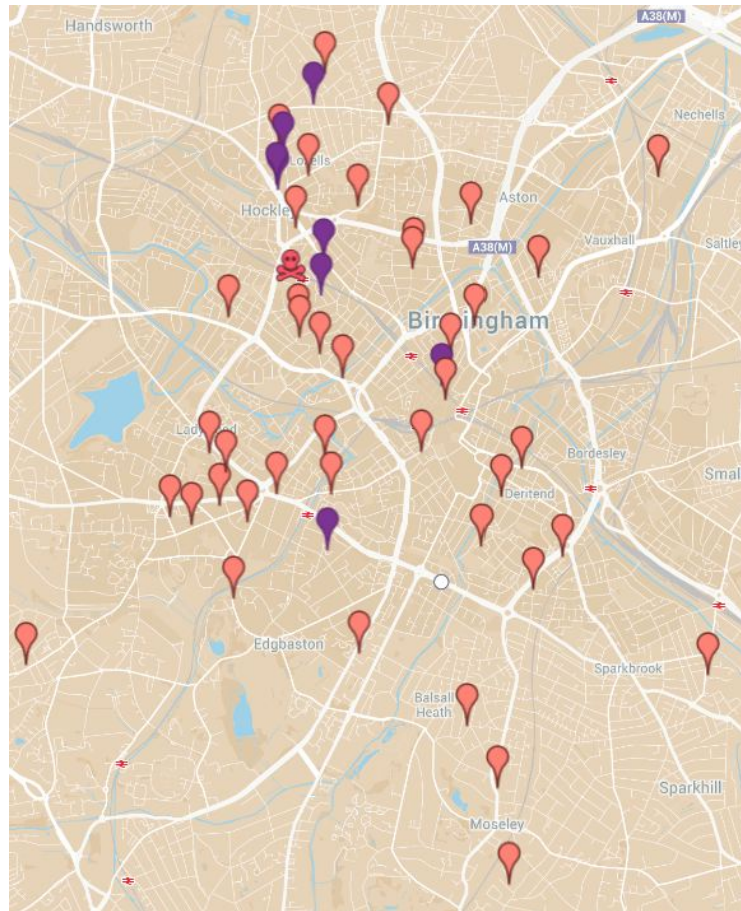 Handsworth
A38(M)
Nechells
Lozells
Aston
Hockley
Vauxhall
A38(M)
Saltley
Birmingham
Ladywood
Bordesley
Smal
Deritend
Edgbaston
Sparkbrook
Balsall
Heath
Sparkhill
Moseley